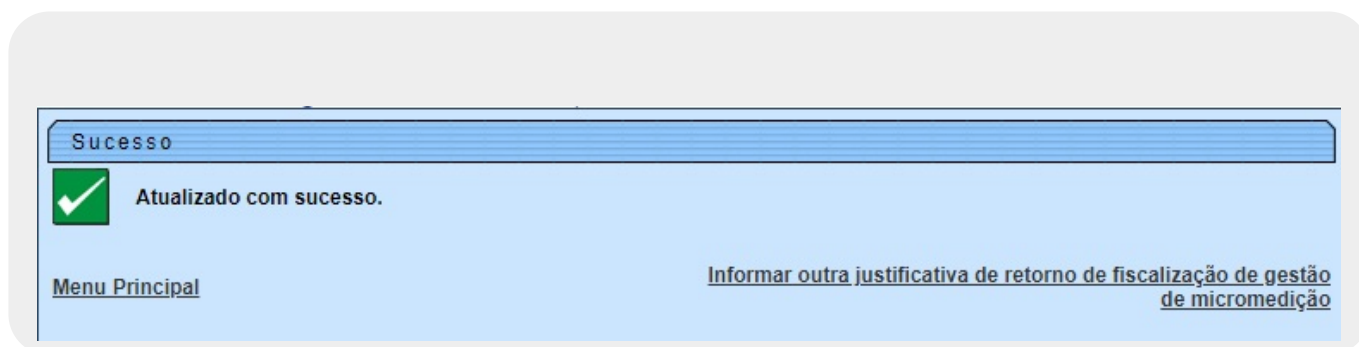 Sucesso
Atualizado com sucesso.
Menu Principal
Informar outra justificativa de retorno de fiscalização de gestão
de micromedição